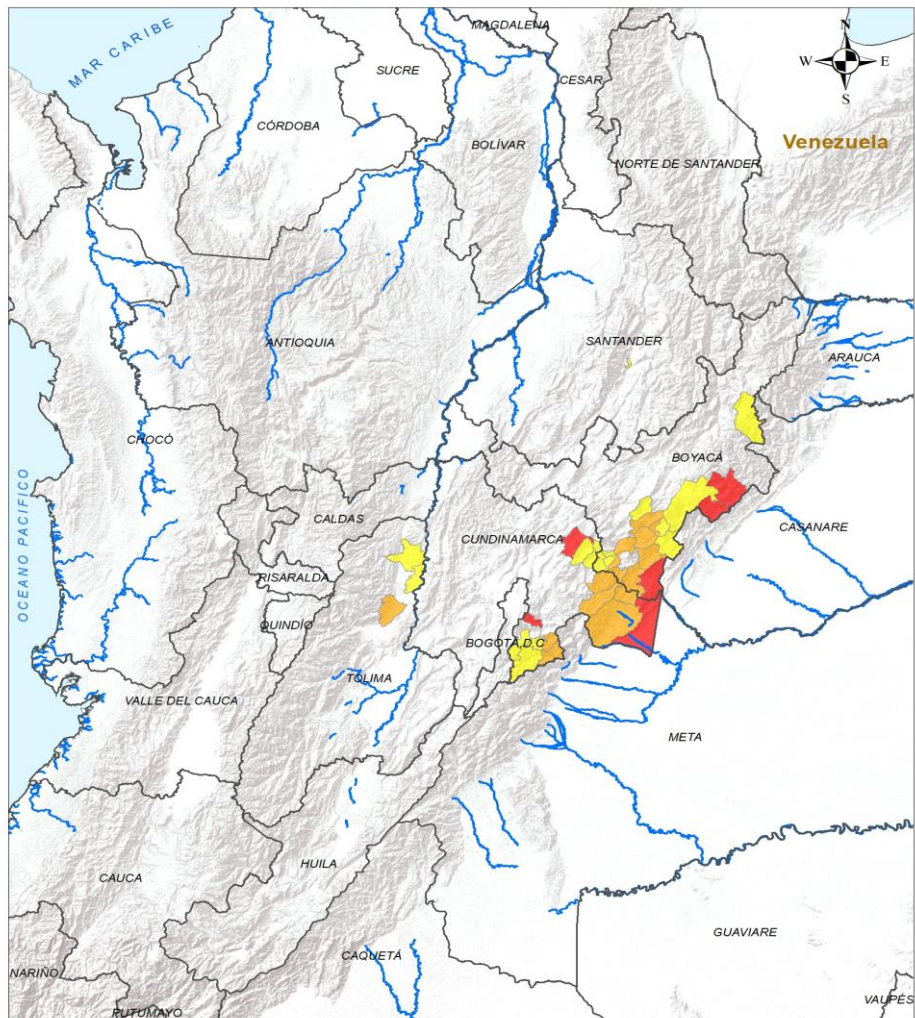 MAGDALENA
MAR CARIBE
N
W E
S
SUCRE
CESAR
CÓRDOBA
BOLÍVAR
NORTE DE SANTANDER
Venezuela
ANTIOQUIA
SANTANDER
ARAUCA
CHOCÓ
BOYACÁ
OCEANO PACIFICO
CALDAS
CUNDINAMARCA
CASANARE
RISARALDA
QUINDÍO
BOGOTÁ, D.C
TOLIMA
VALLE DEL CAUCA
META
HUILA
CAUCA
GUAVIARE
CAQUETÁ
NARIÑO
PUTUMAYO
VAUPÉS